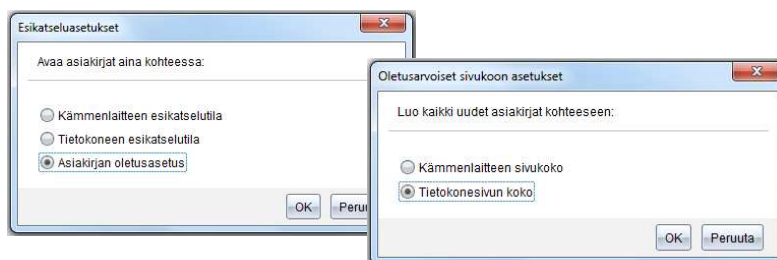 Esikatseluasetukset
Avaa asiakirjat aina kohteessa:
Kämmenlaitteen esikatselutila
Tietokoneen esikatselutila
Asiakirjan oletusasetus
OK
Oletusarvoiset sivukoon asetukset
Luo kaikki uudet asiakirjat kohteeseen:
Kämmenlaitteen sivukoko
Tietokonesivun koko
OK Peruuta